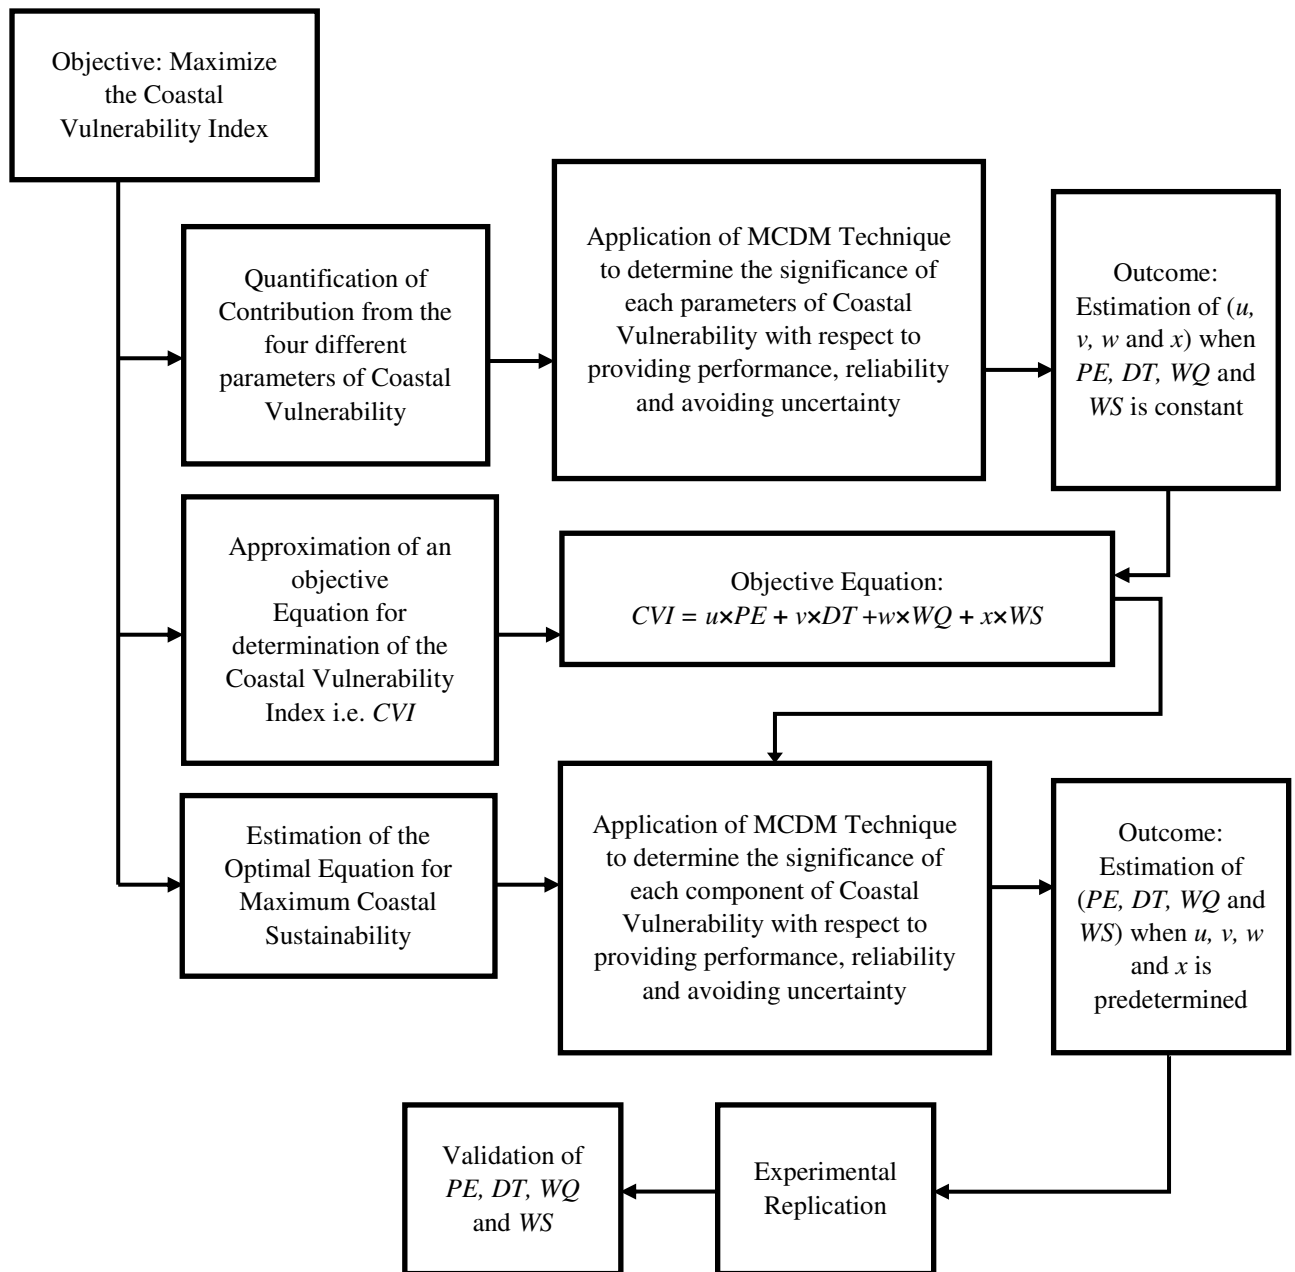 Objective: Maximize
the Coastal
Vulnerability Index
Quantification of
Contribution from the
four different
parameters of Coastal
Vulnerability
Application of MCDM Technique
to determine the significance of
each parameters of Coastal
Vulnerability with respect to
providing performance, reliability
and avoiding uncertainty
Outcome:
Estimation of (u,
v, w and x) when
PE, DT, WQ and
WS is constant
Approximation of an
objective
Equation for
determination of the
Coastal Vulnerability
Index i.e. CVI
Objective Equation:
CVI = u×PE + v×DT +w×WQ + x×WS
Estimation of the
Optimal Equation for
Maximum Coastal
Sustainability
Application of MCDM Technique
to determine the significance of
each component of Coastal
Vulnerability with respect to
providing performance, reliability
and avoiding uncertainty
Outcome:
Estimation of
(PE, DT, WQ and
WS) when u, v, w
and x is
predetermined
Validation of
PE, DT, WQ
and WS
Experimental
Replication